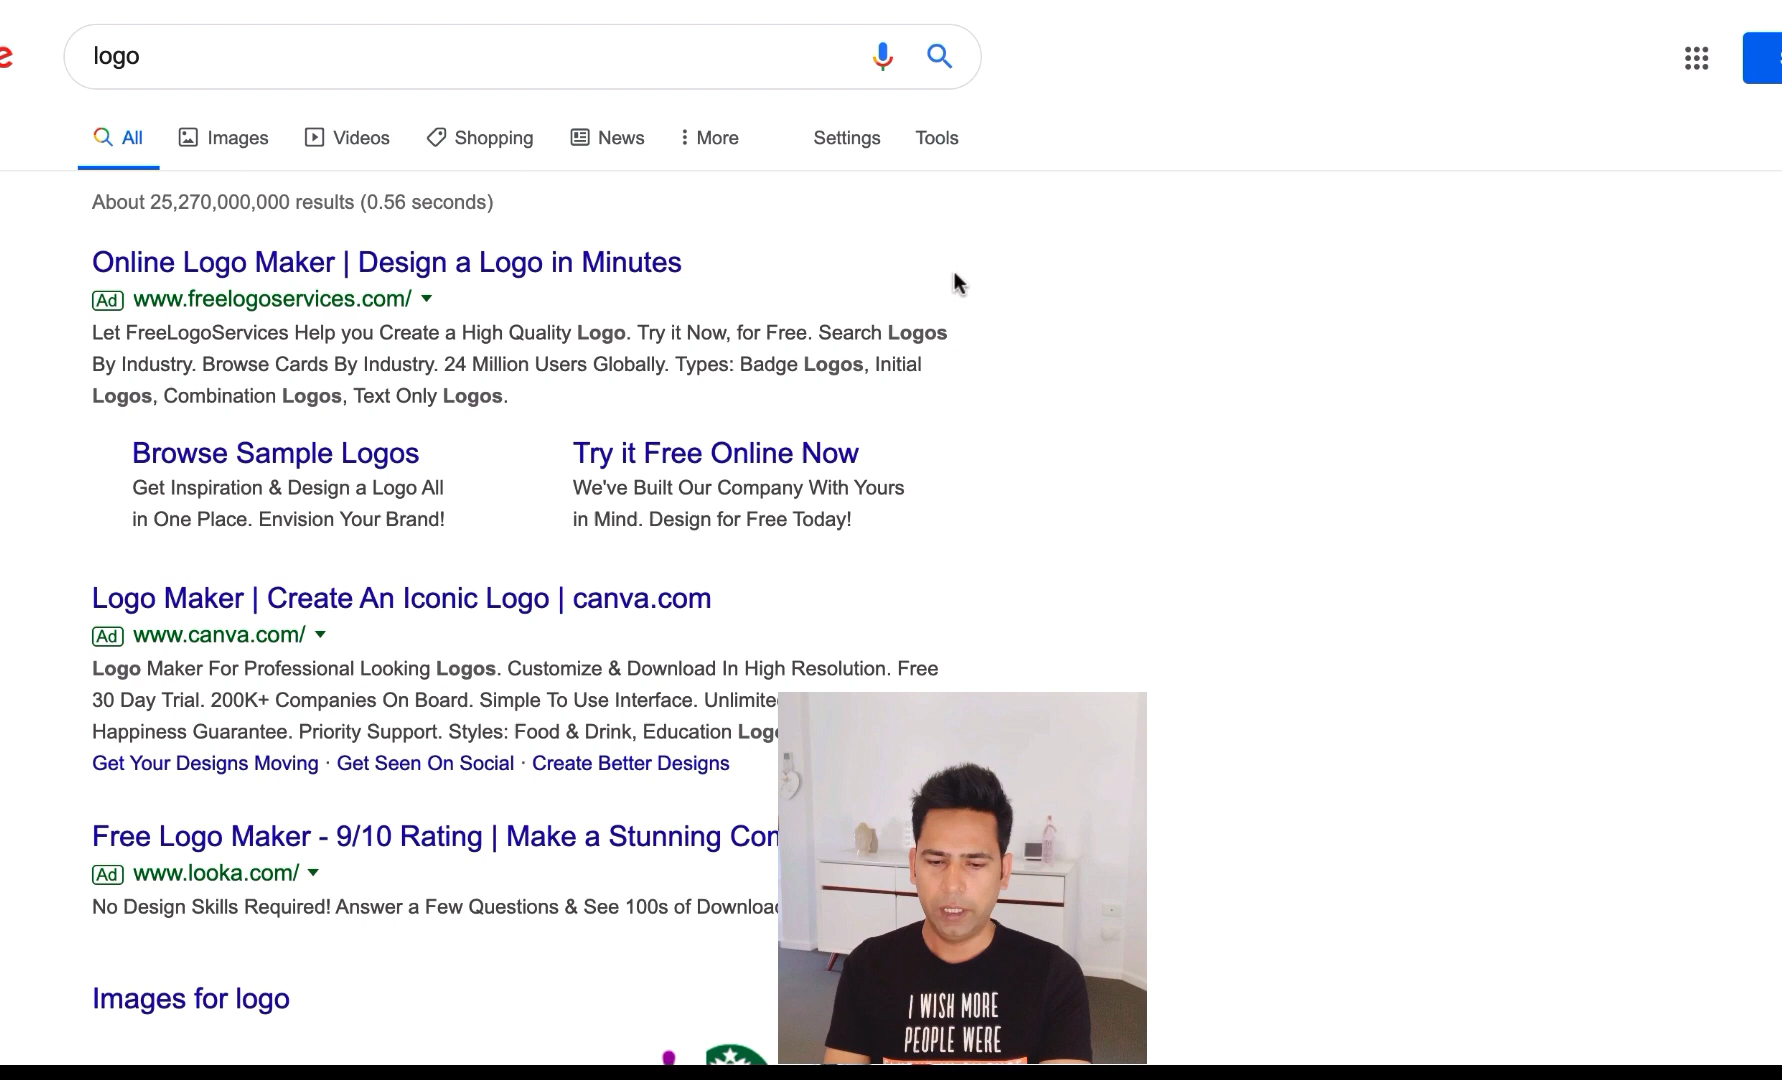 e
logo
All Images Videos Shopping News More Settings Tools
About 25,270,000,000 results (0.56 seconds)
Online Logo Maker | Design a Logo in Minutes
Ad www.freelogoservices.com/
Let FreeLogoServices Help you Create a High Quality Logo. Try it Now, for Free. Search Logos
By Industry. Browse Cards By Industry. 24 Million Users Globally. Types: Badge Logos, Initial
Logos, Combination Logos, Text Only Logos.
Browse Sample Logos
Get Inspiration & Design a Logo All
in One Place. Envision Your Brand!
Try it Free Online Now
We've Built Our Company With Yours
in Mind. Design for Free Today!
Logo Maker | Create An Iconic Logo | canva.com
Ad www.canva.com/
Logo Maker For Professional Looking Logos. Customize & Download In High Resolution. Free
30 Day Trial. 200K+ Companies On Board. Simple To Use Interface. Unlimite
Happiness Guarantee. Priority Support. Styles: Food & Drink, Education Log
Get Your Designs Moving · Get Seen On Social · Create Better Designs
Free Logo Maker - 9/10 Rating | Make a Stunning Co
Ad www.looka.com/
No Design Skills Required! Answer a Few Questions & See 100s of Downloa
Images for logo
I WISH MORE
PEOPLE WERE